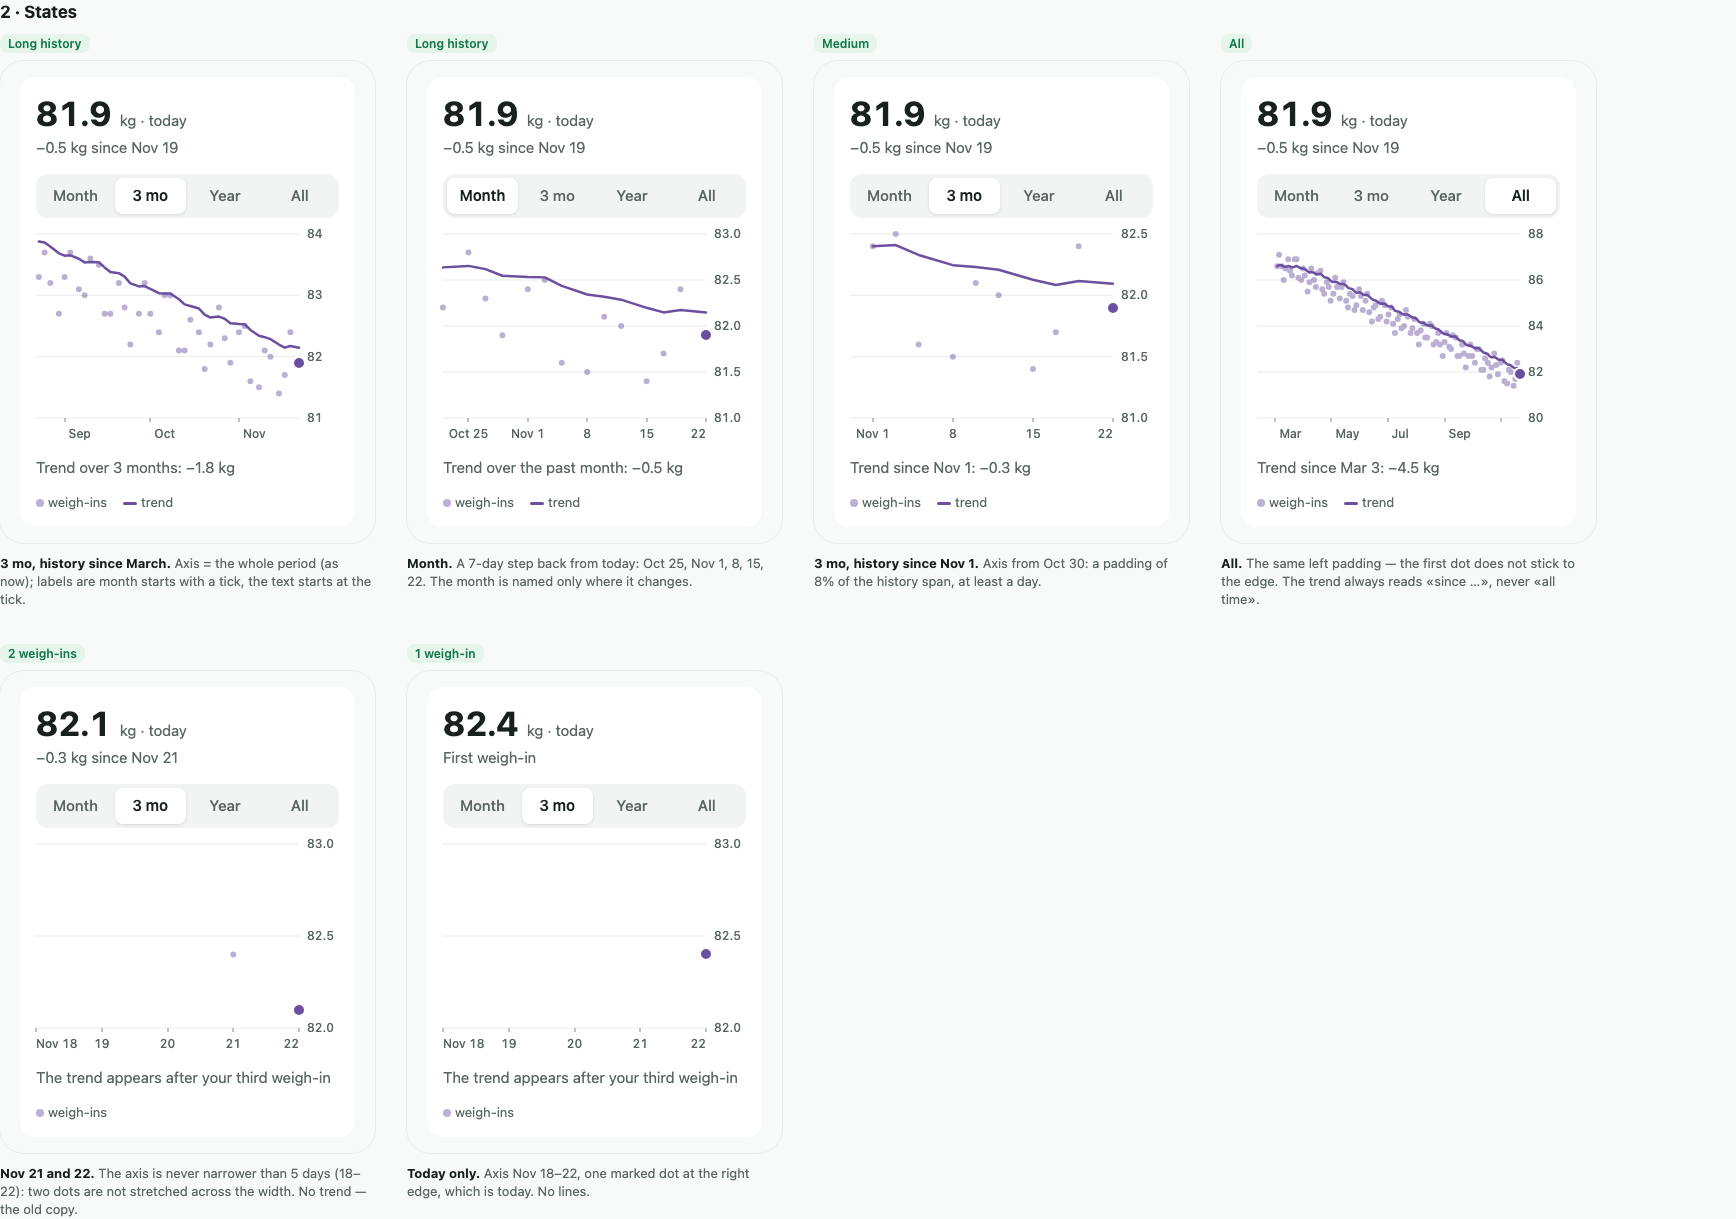 2 · States
Long history
81.9 kg · today
−0.5 kg since Nov 19
Month 3 mo Year All
84
83
82
81
Sep Oct Nov
Trend over 3 months: −1.8 kg
weigh-ins trend
3 mo, history since March. Axis = the whole period (as
now); labels are month starts with a tick, the text starts at the
tick.
Long history
81.9 kg · today
−0.5 kg since Nov 19
Month 3 mo Year All
83.0
82.5
82.0
81.5
81.0
Oct 25 Nov 1 8 15 22
Trend over the past month: −0.5 kg
weigh-ins trend
Month. A 7-day step back from today: Oct 25, Nov 1, 8, 15,
22. The month is named only where it changes.
Medium
81.9 kg · today
−0.5 kg since Nov 19
Month 3 mo Year All
82.5
82.0
81.5
81.0
Nov 1 8 15 22
Trend since Nov 1: −0.3 kg
weigh-ins trend
3 mo, history since Nov 1. Axis from Oct 30: a padding of
8% of the history span, at least a day.
All
81.9 kg · today
−0.5 kg since Nov 19
Month 3 mo Year All
88
86
84
82
80
Mar May Jul Sep
Trend since Mar 3: −4.5 kg
weigh-ins trend
All. The same left padding — the first dot does not stick to
the edge. The trend always reads «since ...», never «all
time».
2 weigh-ins
82.1 kg · today
−0.3 kg since Nov 21
Month 3 mo Year All
83.0
82.5
82.0
Nov 18 19 20 21 22
The trend appears after your third weigh-in
weigh-ins
Nov 21 and 22. The axis is never narrower than 5 days (18–
22): two dots are not stretched across the width. No trend —
the old copy.
1 weigh-in
82.4 kg · today
First weigh-in
Month 3 mo Year All
83.0
82.5
82.0
Nov 18 19 20 21 22
The trend appears after your third weigh-in
weigh-ins
Today only. Axis Nov 18–22, one marked dot at the right
edge, which is today. No lines.